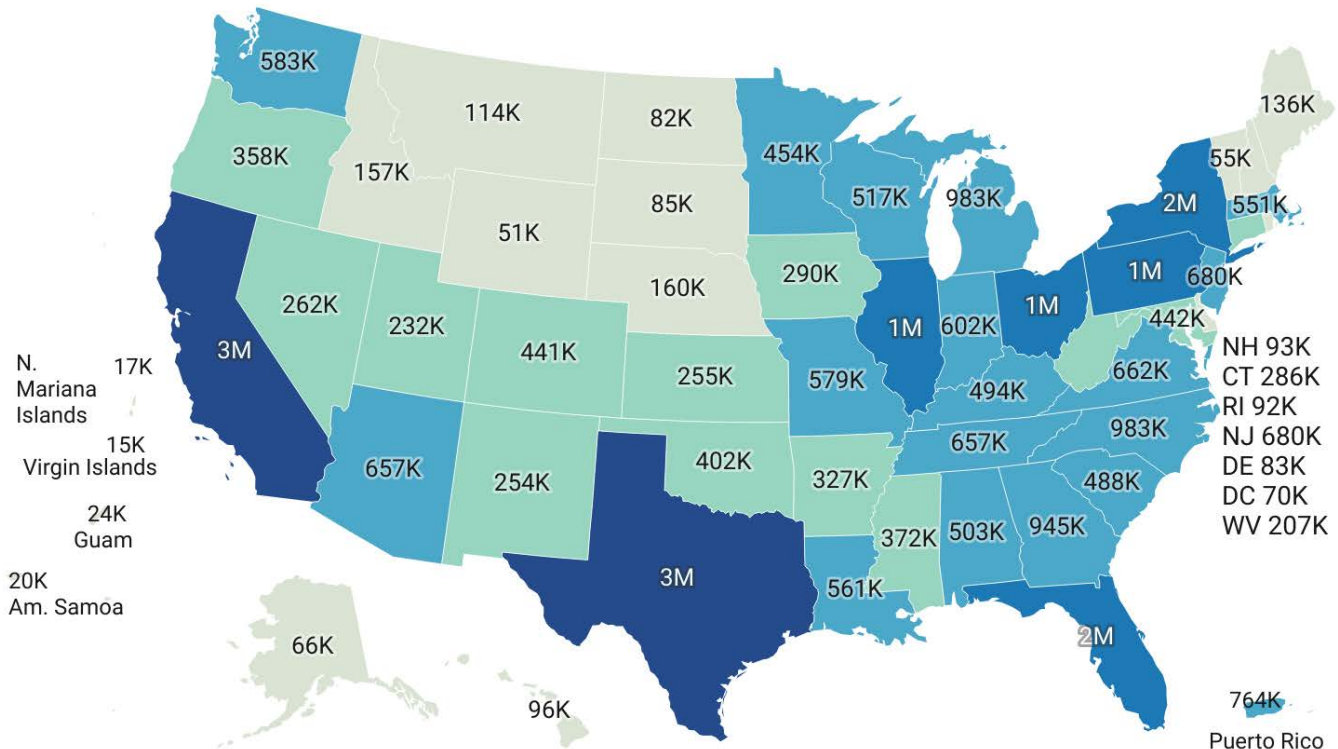 583K
114K
82K
136K
358K
157K
454K
55K
85K
517K
983K
2M
551K
51K
290K
1M
680K
160K
262K
232K
441K
1M
602K
1M
442K
3M
255K
579K
494K
662K
N.
Mariana
Islands
17K
15K
Virgin Islands
24K
Guam
20K
Am. Samoa
657K
254K
402K
327K
657K
983K
488K
372K
503K
945K
3M
561K
2M
66K
96K
NH 93K
CT 286K
RI 92K
NJ 680K
DE 83K
DC 70K
WV 207K
764K
Puerto Rico